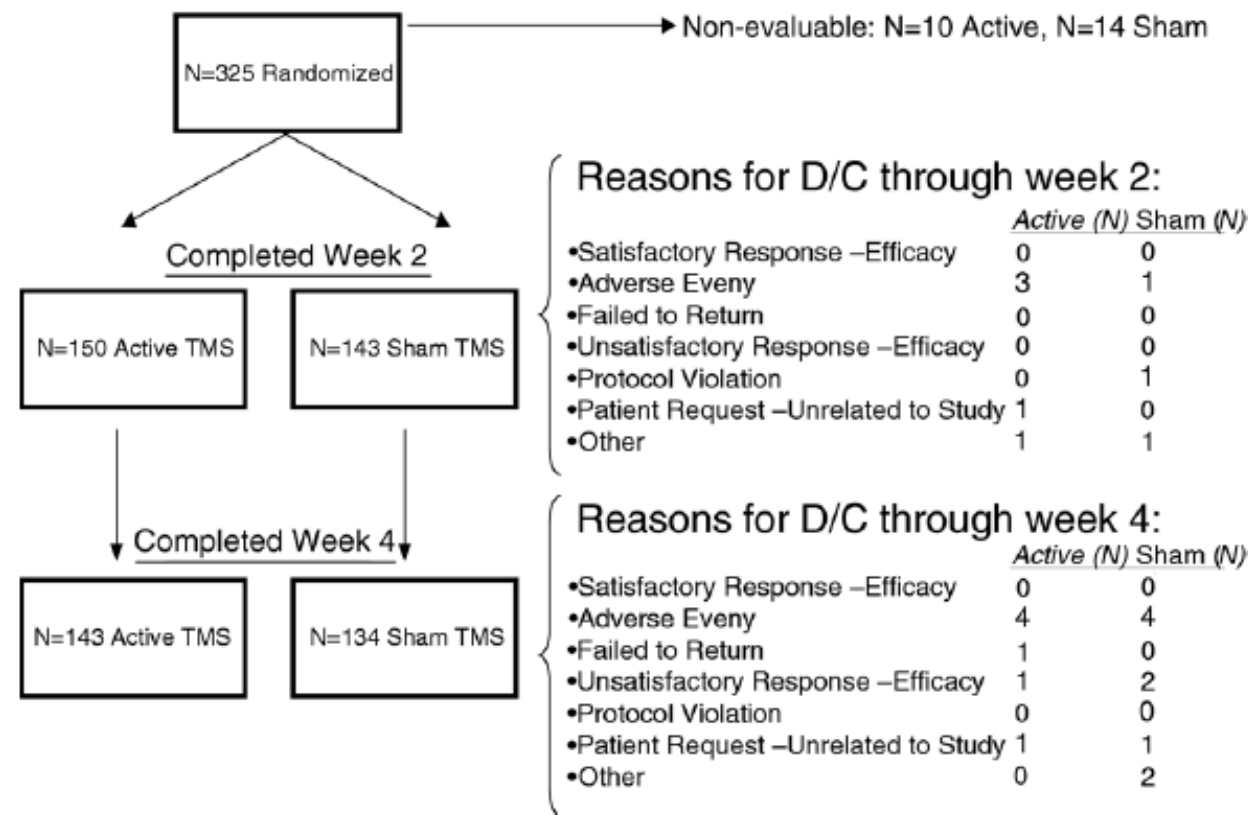 Non-evaluable: N=10 Active, N=14 Sham
N=325 Randomized
Reasons for D/C through week 2:
Active (N) Sham (N)
Completed Week 2
•Satisfactory Response –Efficacy 0 0
•Adverse Eveny 3 1
•Failed to Return 0 0
•Unsatisfactory Response –Efficacy 0 0
•Protocol Violation 0 1
•Patient Request –Unrelated to Study 1 0
•Other 1 1
N=150 Active TMS
N=143 Sham TMS
Reasons for D/C through week 4:
Active (N) Sham (N)
Completed Week 4
•Satisfactory Response –Efficacy 0 0
•Adverse Eveny 4 4
•Failed to Return 1 0
•Unsatisfactory Response –Efficacy 1 2
•Protocol Violation 0 0
•Patient Request –Unrelated to Study 1 1
•Other 0 2
N=143 Active TMS
N=134 Sham TMS